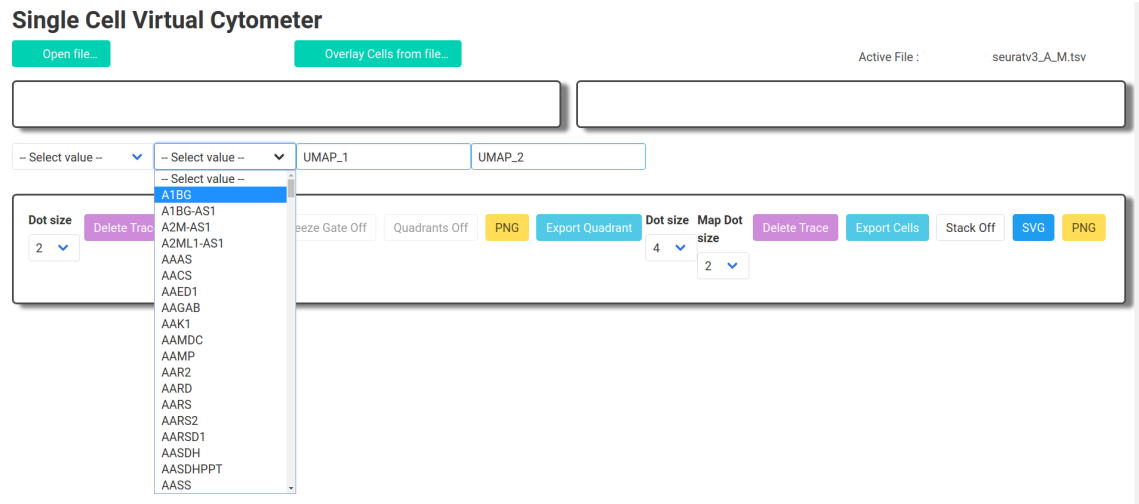 Single Cell Virtual Cytometer
Open file...
Overlay Cells from file...
Active File :
seuratv3_A_M.tsv
-- Select value --
-- Select value --
UMAP_1
UMAP_2
-- Select value --
A1BG
A1BG-AS1
A2M-AS1
A2ML1-AS1
AAAS
AACS
AAED1
AAGAB
AAK1
AAMDC
AAMP
AAR2
AARD
AARS
AARS2
AARSD1
AASDH
AASDHPPT
AASS
Dot size
2
Delete Trac
eeze Gate Off
Quadrants Off
PNG
Export Quadrant
Dot size
4
Map Dot
size
2
Delete Trace
Export Cells
Stack Off
SVG
PNG